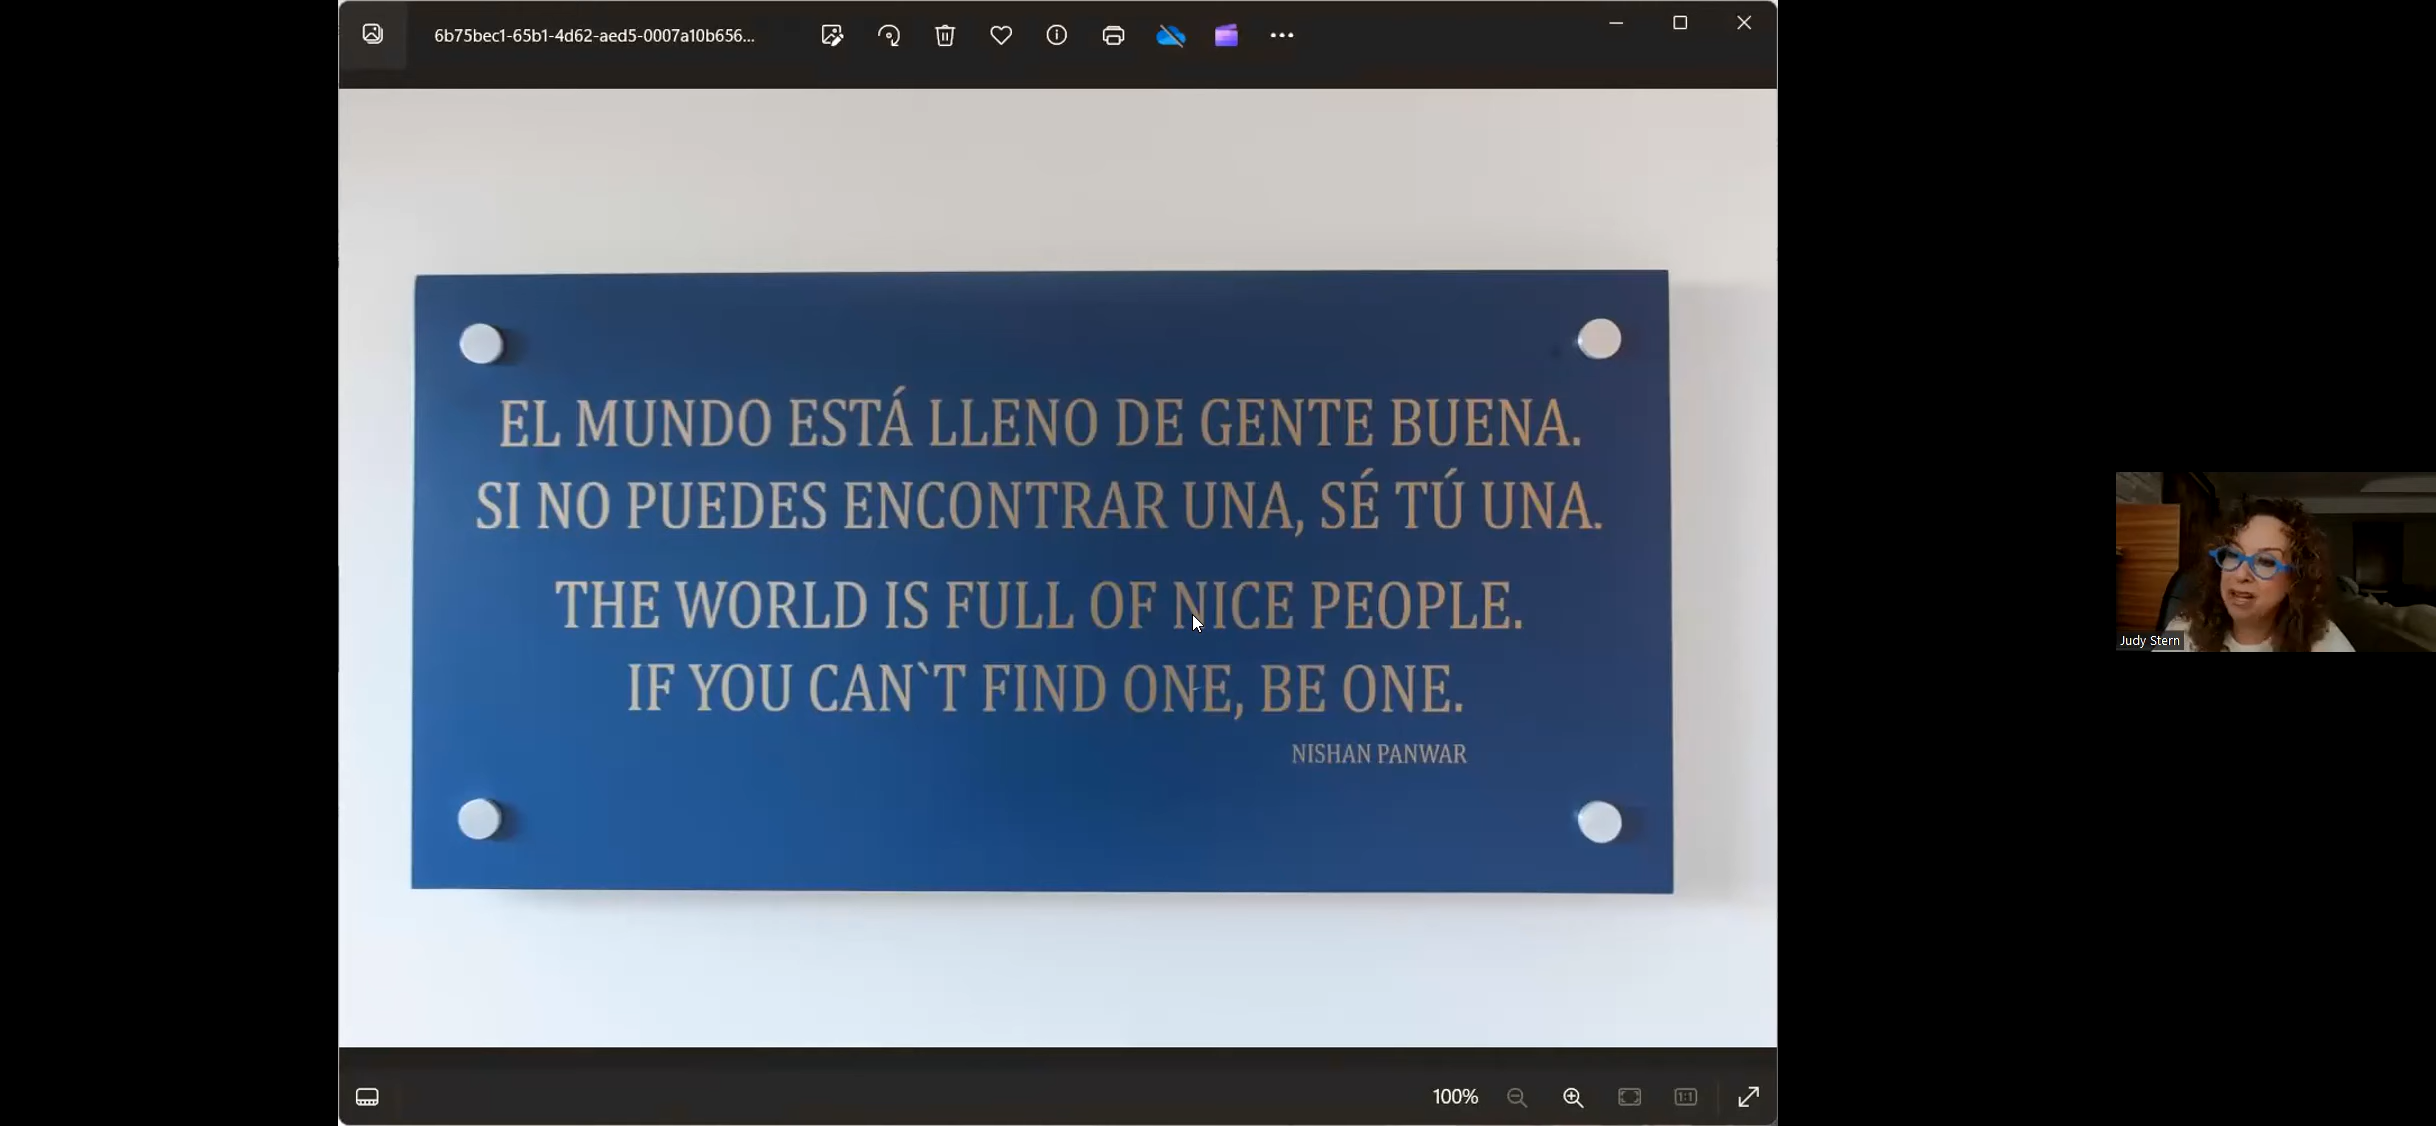 6b75bec1-65b1-4d62-aed5-0007a10b656...
EL MUNDO ESTÁ LLENO DE GENTE BUENA.
SI NO PUEDES ENCONTRAR UNA, SÉ TÚ UNA.
THE WORLD IS FULL OF NICE PEOPLE.
IF YOU CAN`T FIND ONE, BE ONE.
NISHAN PANWAR
Judy Stern
100%
1:1